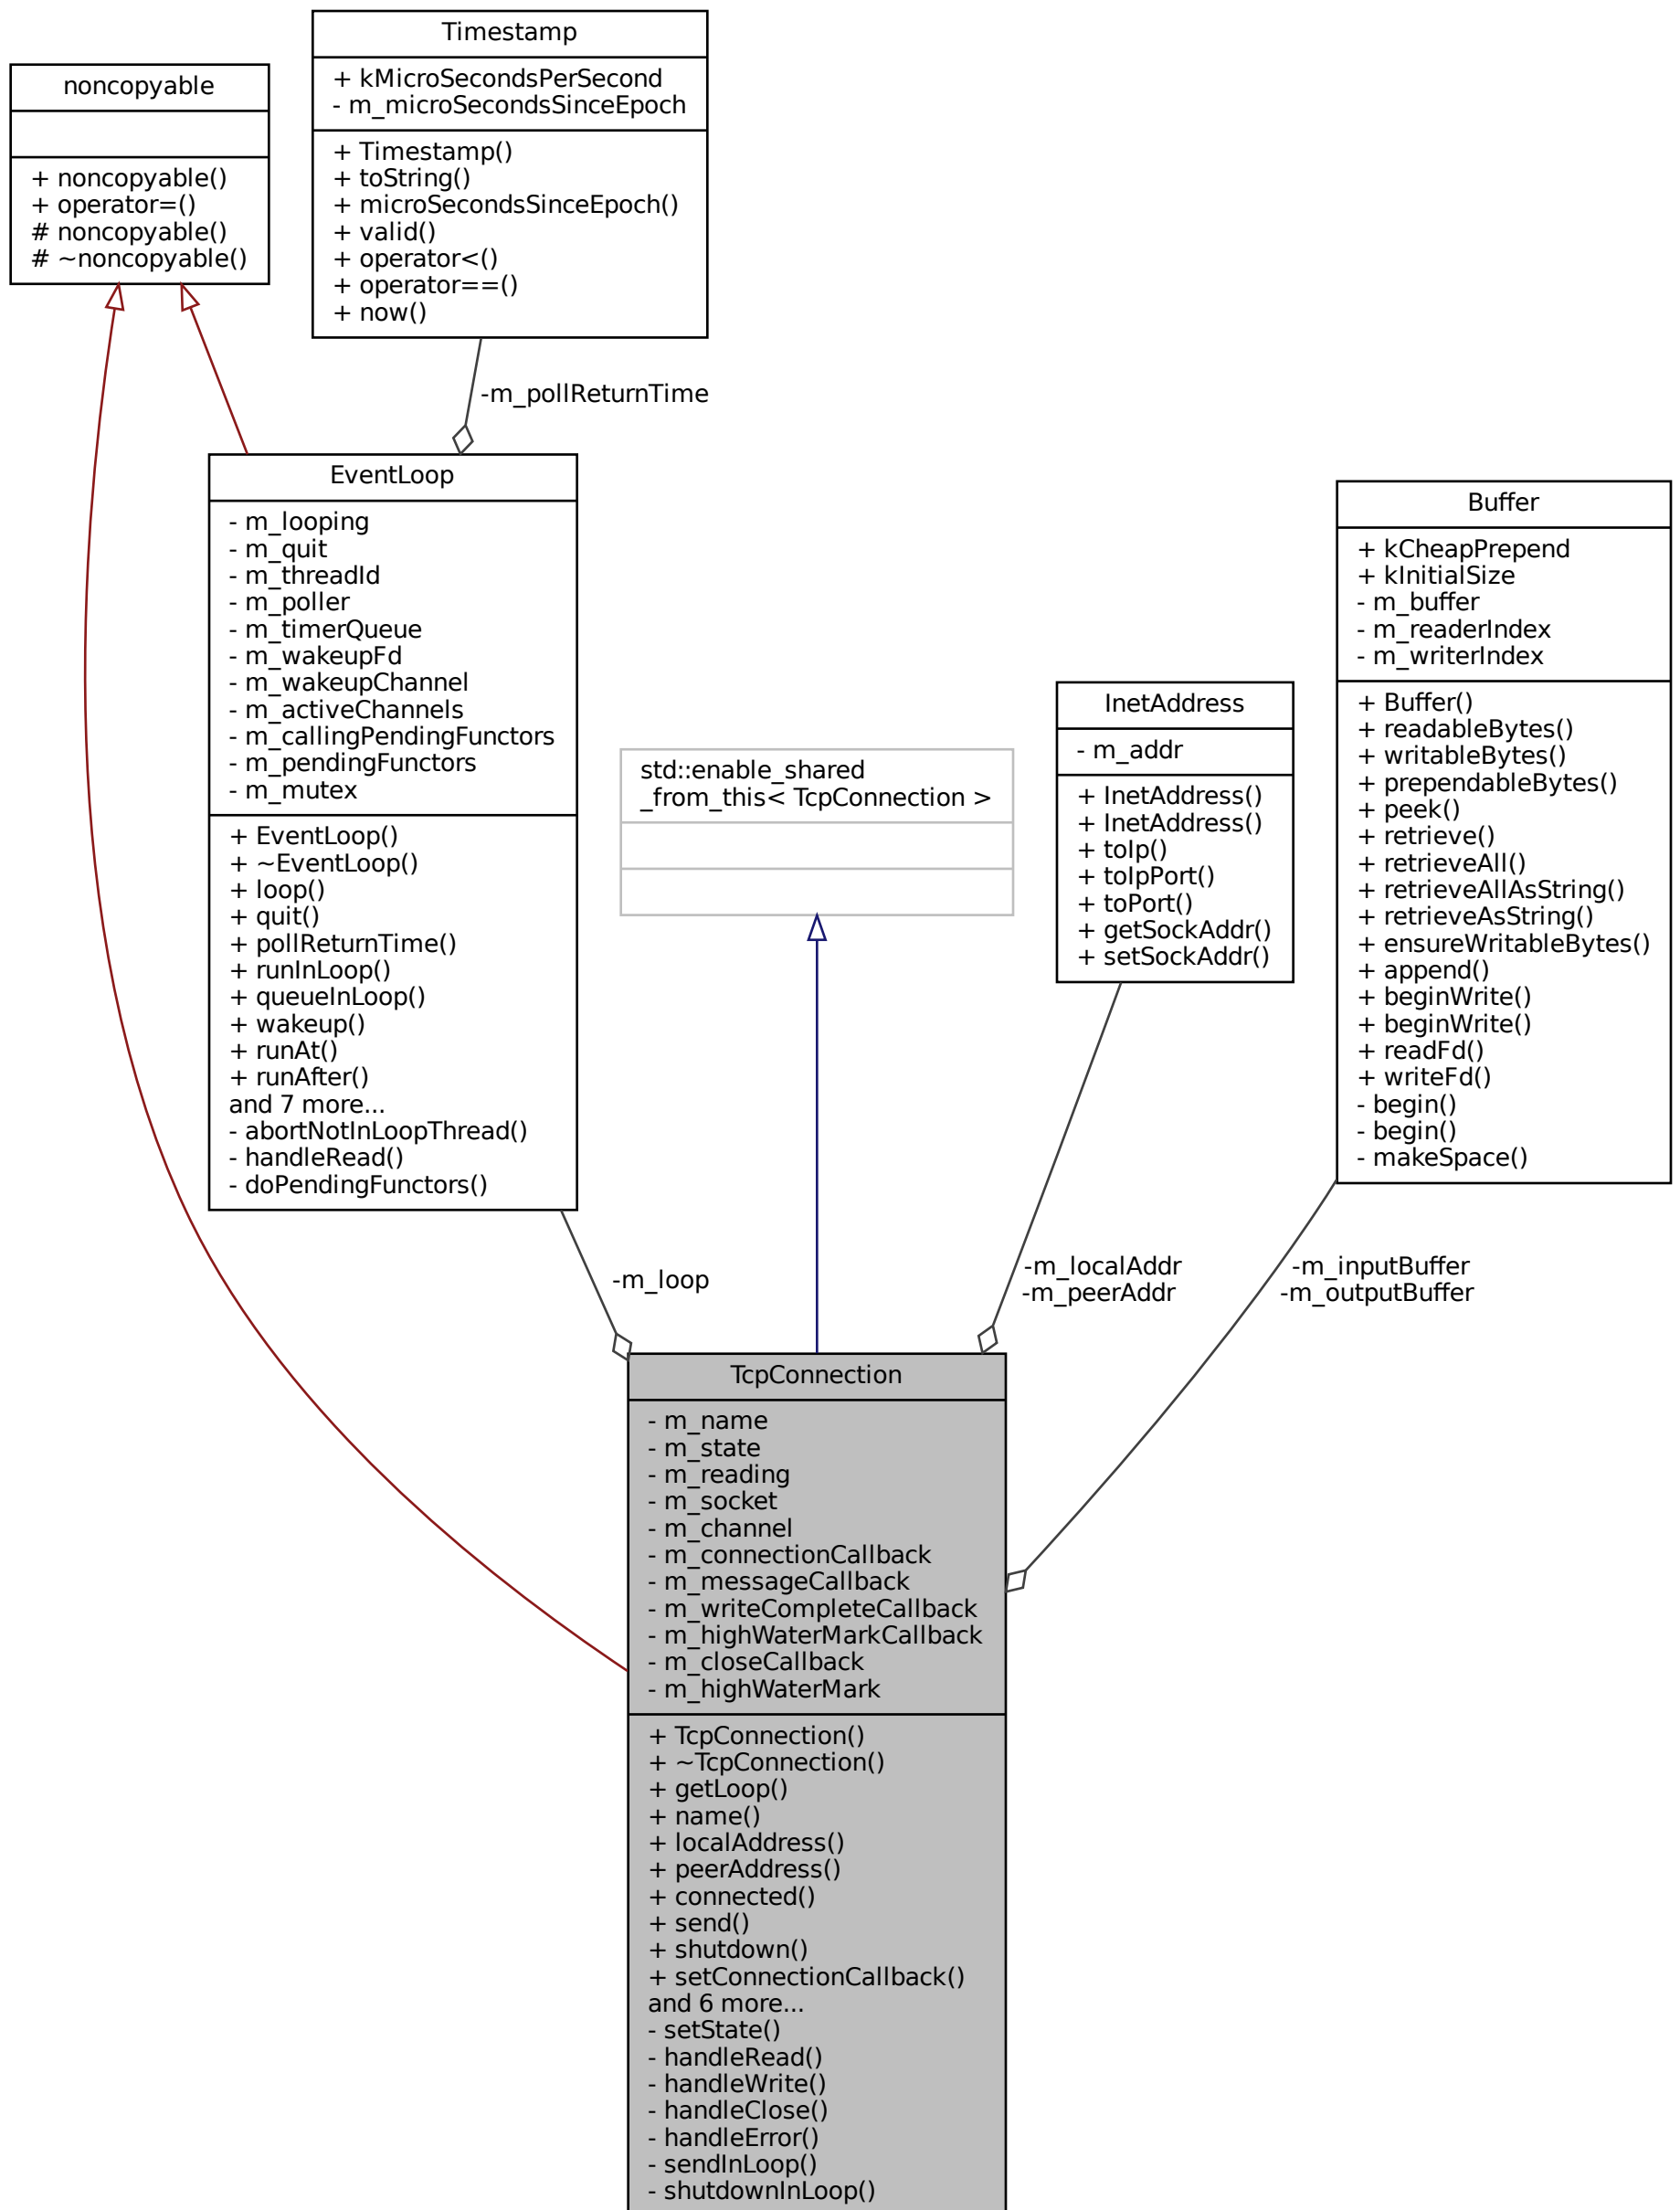 Timestamp
+ kMicroSecondsPerSecond
- m_microSecondsSinceEpoch
+ Timestamp()
+ toString()
+ microSecondsSinceEpoch()
+ valid()
+ operator<()
+ operator==()
+ now()
noncopyable
+ noncopyable()
+ operator=()
# noncopyable()
# ~noncopyable()
-m_pollReturnTime
EventLoop
- m_looping
- m_quit
- m_threadId
- m_poller
- m_timerQueue
- m_wakeupFd
- m_wakeupChannel
- m_activeChannels
- m_callingPendingFunctors
- m_pendingFunctors
- m_mutex
+ EventLoop()
+ ~EventLoop()
+ loop()
+ quit()
+ pollReturnTime()
+ runInLoop()
+ queueInLoop()
+ wakeup()
+ runAt()
+ runAfter()
and 7 more...
- abortNotInLoopThread()
- handleRead()
- doPendingFunctors()
std::enable_shared
_from_this< TcpConnection >
InetAddress
- m_addr
+ InetAddress()
+ InetAddress()
+ toIp()
+ toIpPort()
+ toPort()
+ getSockAddr()
+ setSockAddr()
Buffer
+ kCheapPrepend
+ kInitialSize
- m_buffer
- m_readerIndex
- m_writerIndex
+ Buffer()
+ readableBytes()
+ writableBytes()
+ prependableBytes()
+ peek()
+ retrieve()
+ retrieveAll()
+ retrieveAllAsString()
+ retrieveAsString()
+ ensureWritableBytes()
+ append()
+ beginWrite()
+ beginWrite()
+ readFd()
+ writeFd()
- begin()
- begin()
- makeSpace()
-m_loop
-m_localAddr
-m_peerAddr
-m_inputBuffer
-m_outputBuffer
TcpConnection
- m_name
- m_state
- m_reading
- m_socket
- m_channel
- m_connectionCallback
- m_messageCallback
- m_writeCompleteCallback
- m_highWaterMarkCallback
- m_closeCallback
- m_highWaterMark
+ TcpConnection()
+ ~TcpConnection()
+ getLoop()
+ name()
+ localAddress()
+ peerAddress()
+ connected()
+ send()
+ shutdown()
+ setConnectionCallback()
and 6 more...
- setState()
- handleRead()
- handleWrite()
- handleClose()
- handleError()
- sendInLoop()
- shutdownInLoop()